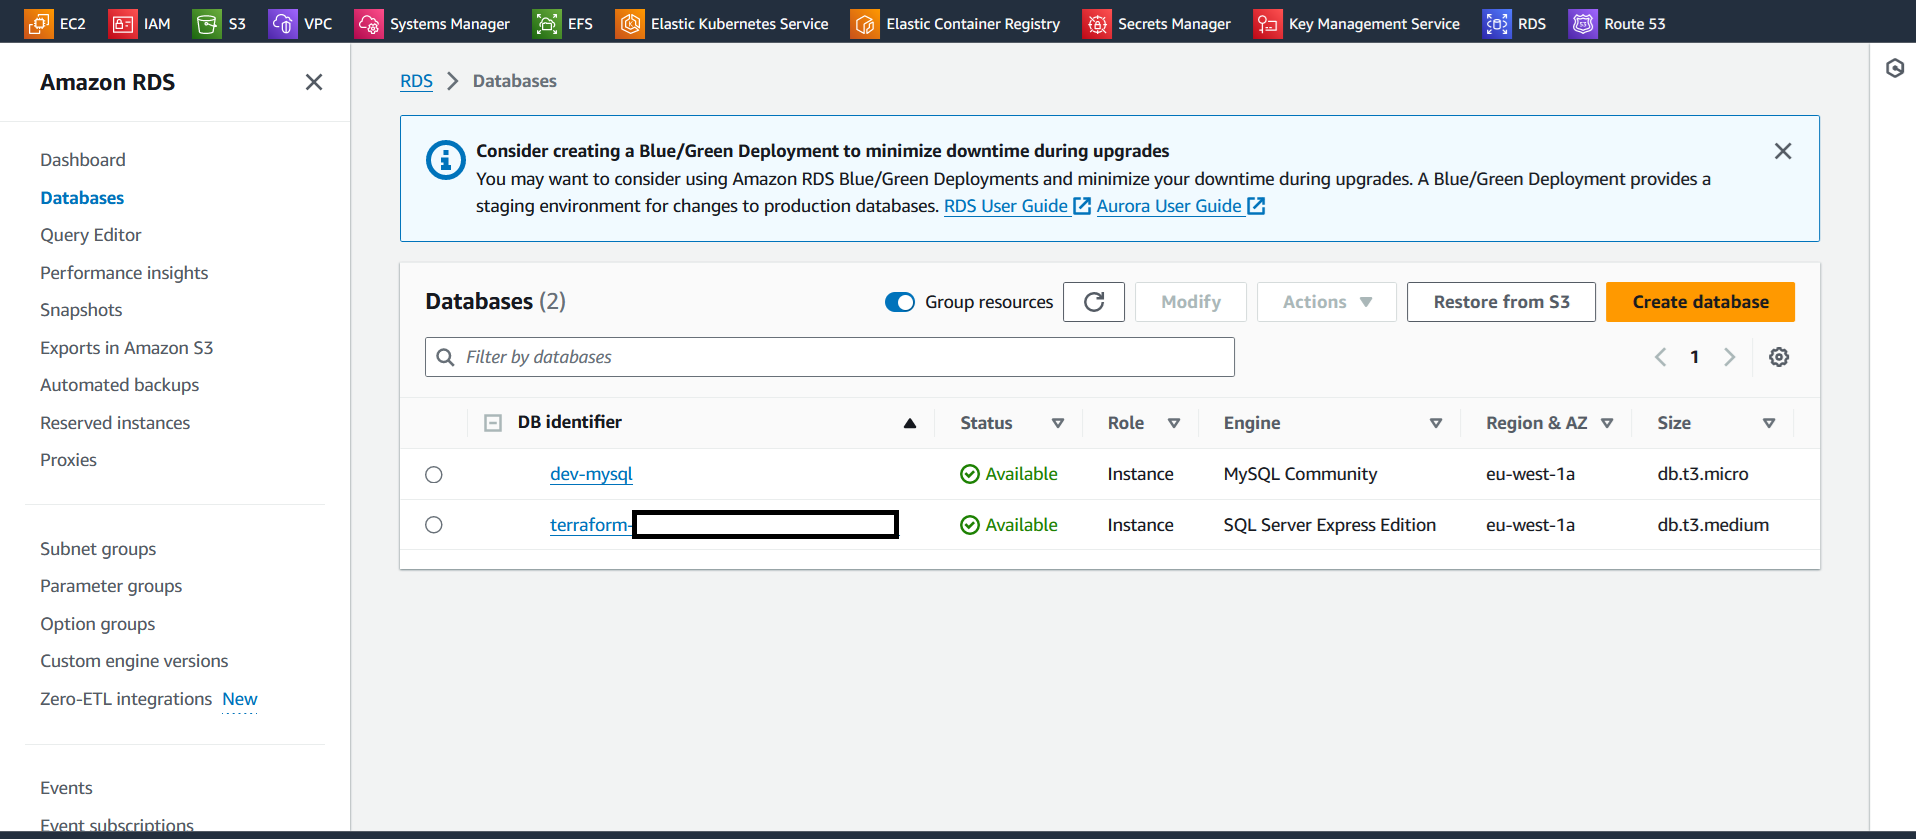 EC2 IAM S3 VPC Systems Manager EFS Elastic Kubernetes Service Elastic Container Registry Secrets Manager Key Management Service RDS 53 Route 53
Amazon RDS
Dashboard
Databases
Query Editor
Performance insights
Snapshots
Exports in Amazon S3
Automated backups
Reserved instances
Proxies
Subnet groups
Parameter groups
Option groups
Custom engine versions
Zero-ETL integrations New
Events
Event subscriptions
RDS Databases
Consider creating a Blue/Green Deployment to minimize downtime during upgrades
You may want to consider using Amazon RDS Blue/Green Deployments and minimize your downtime during upgrades. A Blue/Green Deployment provides a
staging environment for changes to production databases. RDS User Guide Aurora User Guide
Databases (2) Group resources Modify Actions Restore from S3 Create database
Filter by databases 1
DB identifier Status Role Engine Region & AZ Size
dev-mysql Available Instance MySQL Community eu-west-1a db.t3.micro
terraform- Available Instance SQL Server Express Edition eu-west-1a db.t3.medium